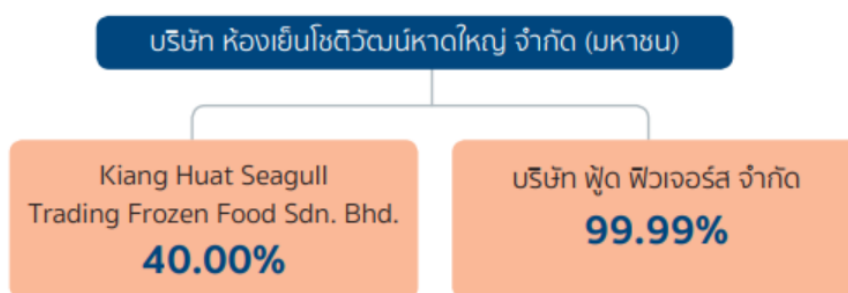 บริษัท ห้องเย็นโชติวัฒน์หาดใหญ่ จำกัด (มหาชน)
Kiang Huat Seagull
Trading Frozen Food Sdn. Bhd.
40.00%
บริษัท ฟู้ด ฟิวเจอร์ส จำกัด
99.99%